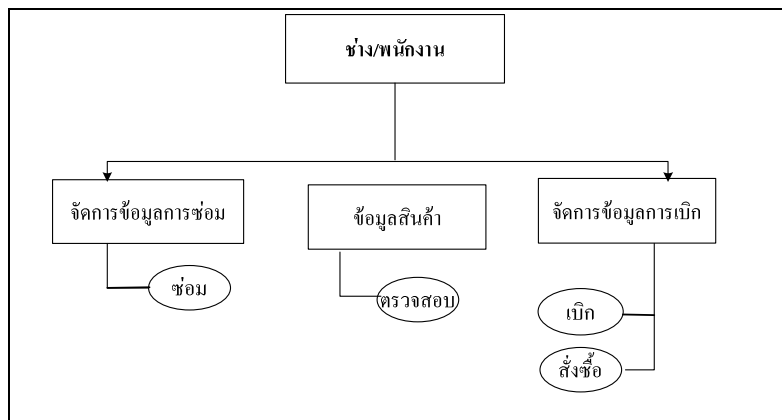 ช่าง/พนักงาน
จัดการข้อมูลการซ่อม
ข้อมูลสินค้า
จัดการข้อมูลการเบิก
ซ่อม
ตรวจสอบ
เบิก
สั่งซื้อ